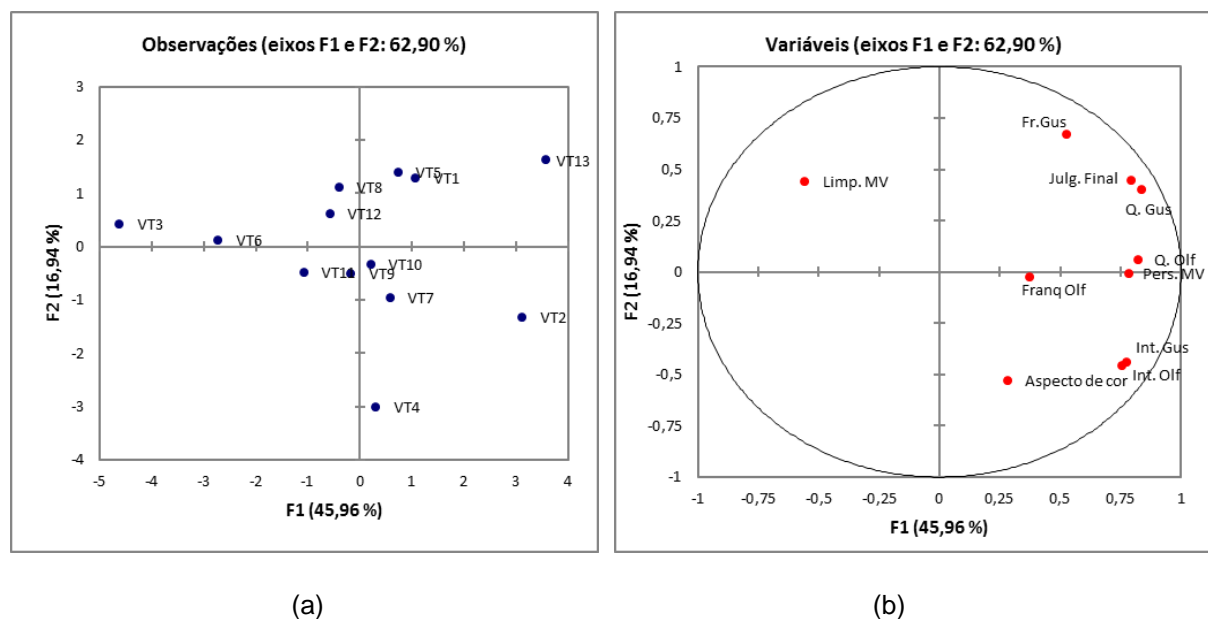 Observações (eixos F1 e F2: 62,90 %)
3
2
1
0
-1
-2
-3
-4
F2 (16,94 %)
VT13
VT5
VT1
VT8
VT12
VT3
VT6
VT11
VT9
VT10
VT7
VT2
VT4
-5 -4 -3 -2 -1 0 1 2 3 4
F1 (45,96 %)
(a)
Variáveis (eixos F1 e F2: 62,90 %)
1
0,75
0,5
0,25
0
-0,25
-0,5
-0,75
-1
F2 (16,94 %)
Fr.Gus
Limp. MV
Julg. Final
Q. Gus
Q. Olf
Pers. MV
Franq Olf
Int. Gus
Int. Olf
Aspecto de cor
-1 -0,75 -0,5 -0,25 0 0,25 0,5 0,75 1
F1 (45,96 %)
(b)